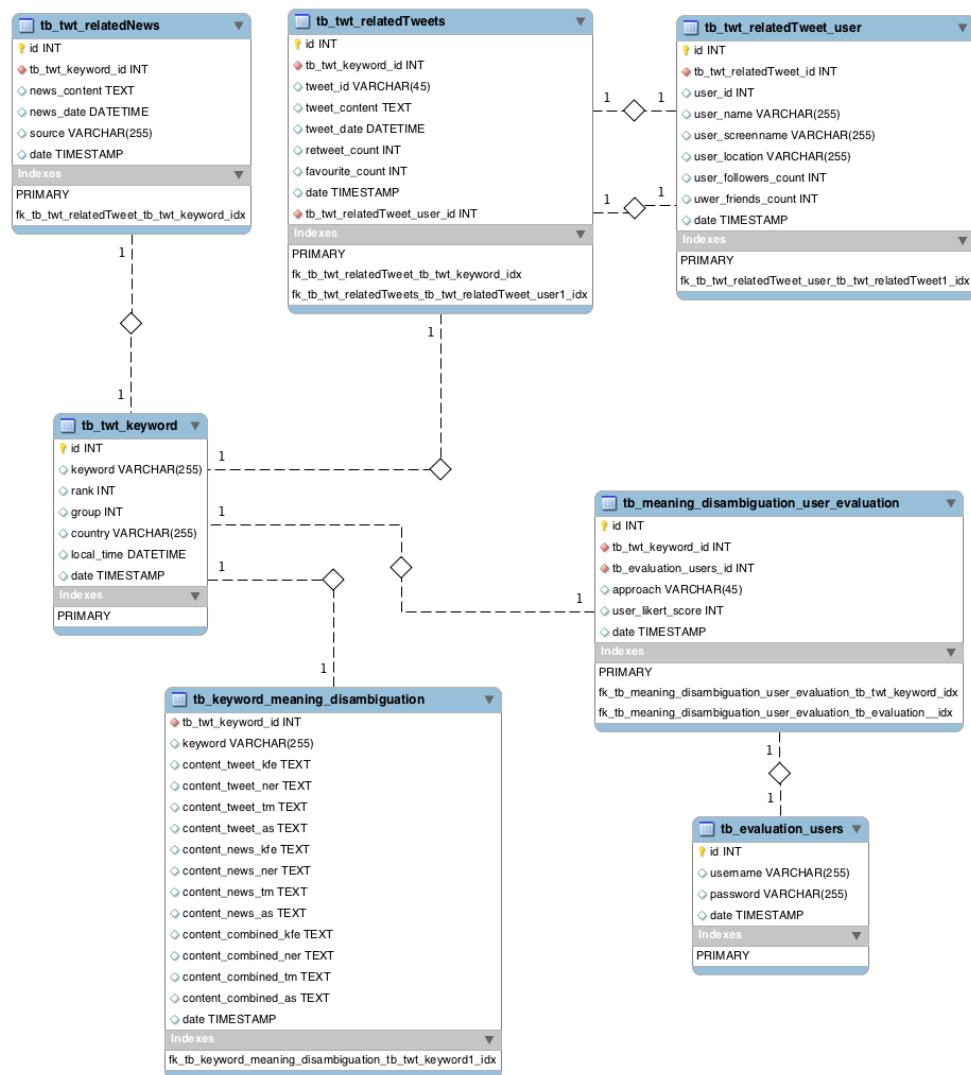 tb_twt_relatedNews
id INT
tb_twt_keyword_id INT
news_content TEXT
news_date DATETIME
source VARCHAR(255)
date TIMESTAMP
Indexes
PRIMARY
fk_tb_twt_relatedTweet_tb_twt_keyword_idx
tb_twt_relatedTweets
id INT
tb_twt_keyword_id INT
tweet_id VARCHAR(45)
tweet_content TEXT
tweet_date DATETIME
retweet_count INT
favourite_count INT
date TIMESTAMP
tb_twt_relatedTweet_user_id INT
Indexes
PRIMARY
fk_tb_twt_relatedTweet_tb_twt_keyword_idx
fk_tb_twt_relatedTweets_tb_twt_relatedTweet_user1_idx
1
1
1
1
tb_twt_relatedTweet_user
id INT
tb_twt_relatedTweet_id INT
user_id INT
user_name VARCHAR(255)
user_screenname VARCHAR(255)
user_location VARCHAR(255)
user_followers_count INT
uwer_friends_count INT
date TIMESTAMP
Indexes
PRIMARY
fk_tb_twt_relatedTweet_user_tb_twt_relatedTweet1_idx
1
1
1
tb_twt_keyword
id INT
keyword VARCHAR(255)
rank INT
group INT
country VARCHAR(255)
local_time DATETIME
date TIMESTAMP
Indexes
PRIMARY
1
1
1
1
tb_meaning_disambiguation_user_evaluation
id INT
tb_twt_keyword_id INT
tb_evaluation_users_id INT
approach VARCHAR(45)
user_likert_score INT
date TIMESTAMP
Indexes
PRIMARY
fk_tb_meaning_disambiguation_user_evaluation_tb_twt_keyword_idx
fk_tb_meaning_disambiguation_user_evaluation_tb_evaluation__idx
1
tb_keyword_meaning_disambiguation
tb_twt_keyword_id INT
keyword VARCHAR(255)
content_tweet_kfe TEXT
content_tweet_ner TEXT
content_tweet_tm TEXT
content_tweet_as TEXT
content_news_kfe TEXT
content_news_ner TEXT
content_news_tm TEXT
content_news_as TEXT
content_combined_kfe TEXT
content_combined_ner TEXT
content_combined_tm TEXT
content_combined_as TEXT
date TIMESTAMP
Indexes
fk_tb_keyword_meaning_disambiguation_tb_twt_keyword1_idx
1
1
tb_evaluation_users
id INT
username VARCHAR(255)
password VARCHAR(255)
date TIMESTAMP
Indexes
PRIMARY